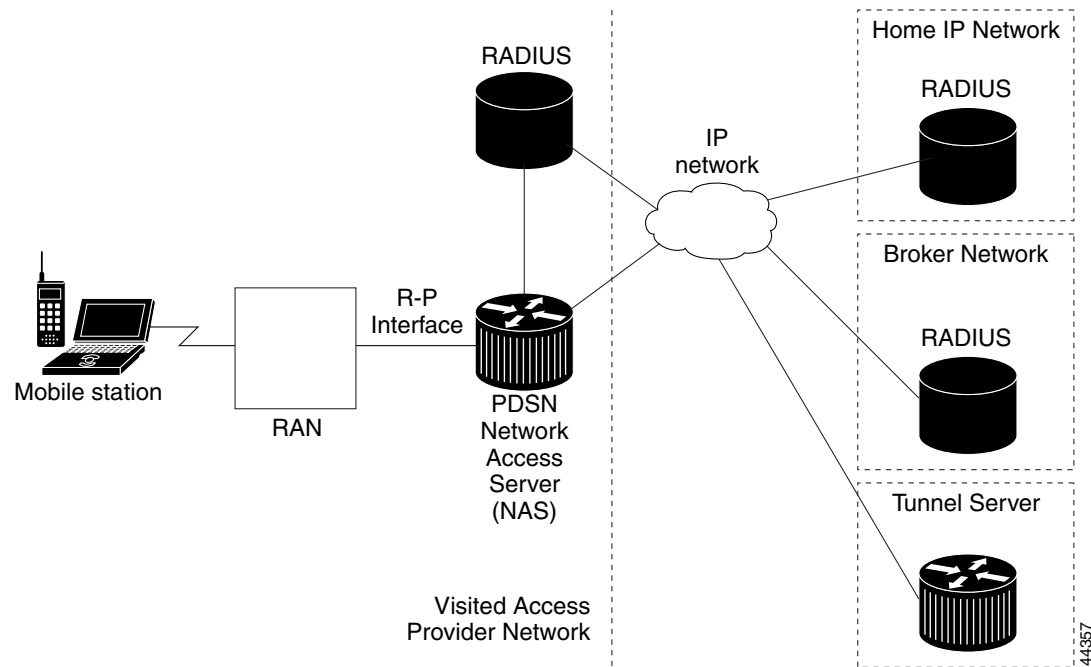 RADIUS
Home IP Network
RADIUS
IP
network
Broker Network
R-P
Interface
RADIUS
Mobile station
RAN
PDSN
Network
Access
Server
(NAS)
Tunnel Server
Visited Access
Provider Network
44357